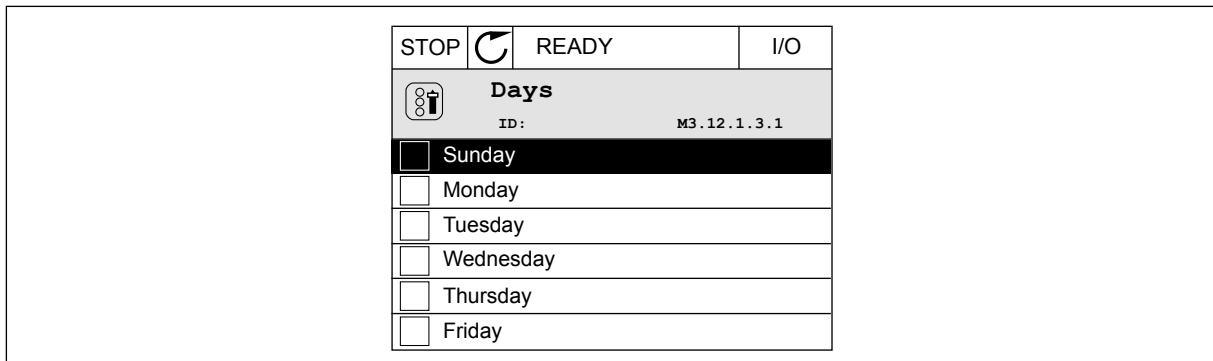 STOP READY I/O
Days
ID: M3.12.1.3.1
Sunday
Monday
Tuesday
Wednesday
Thursday
Friday